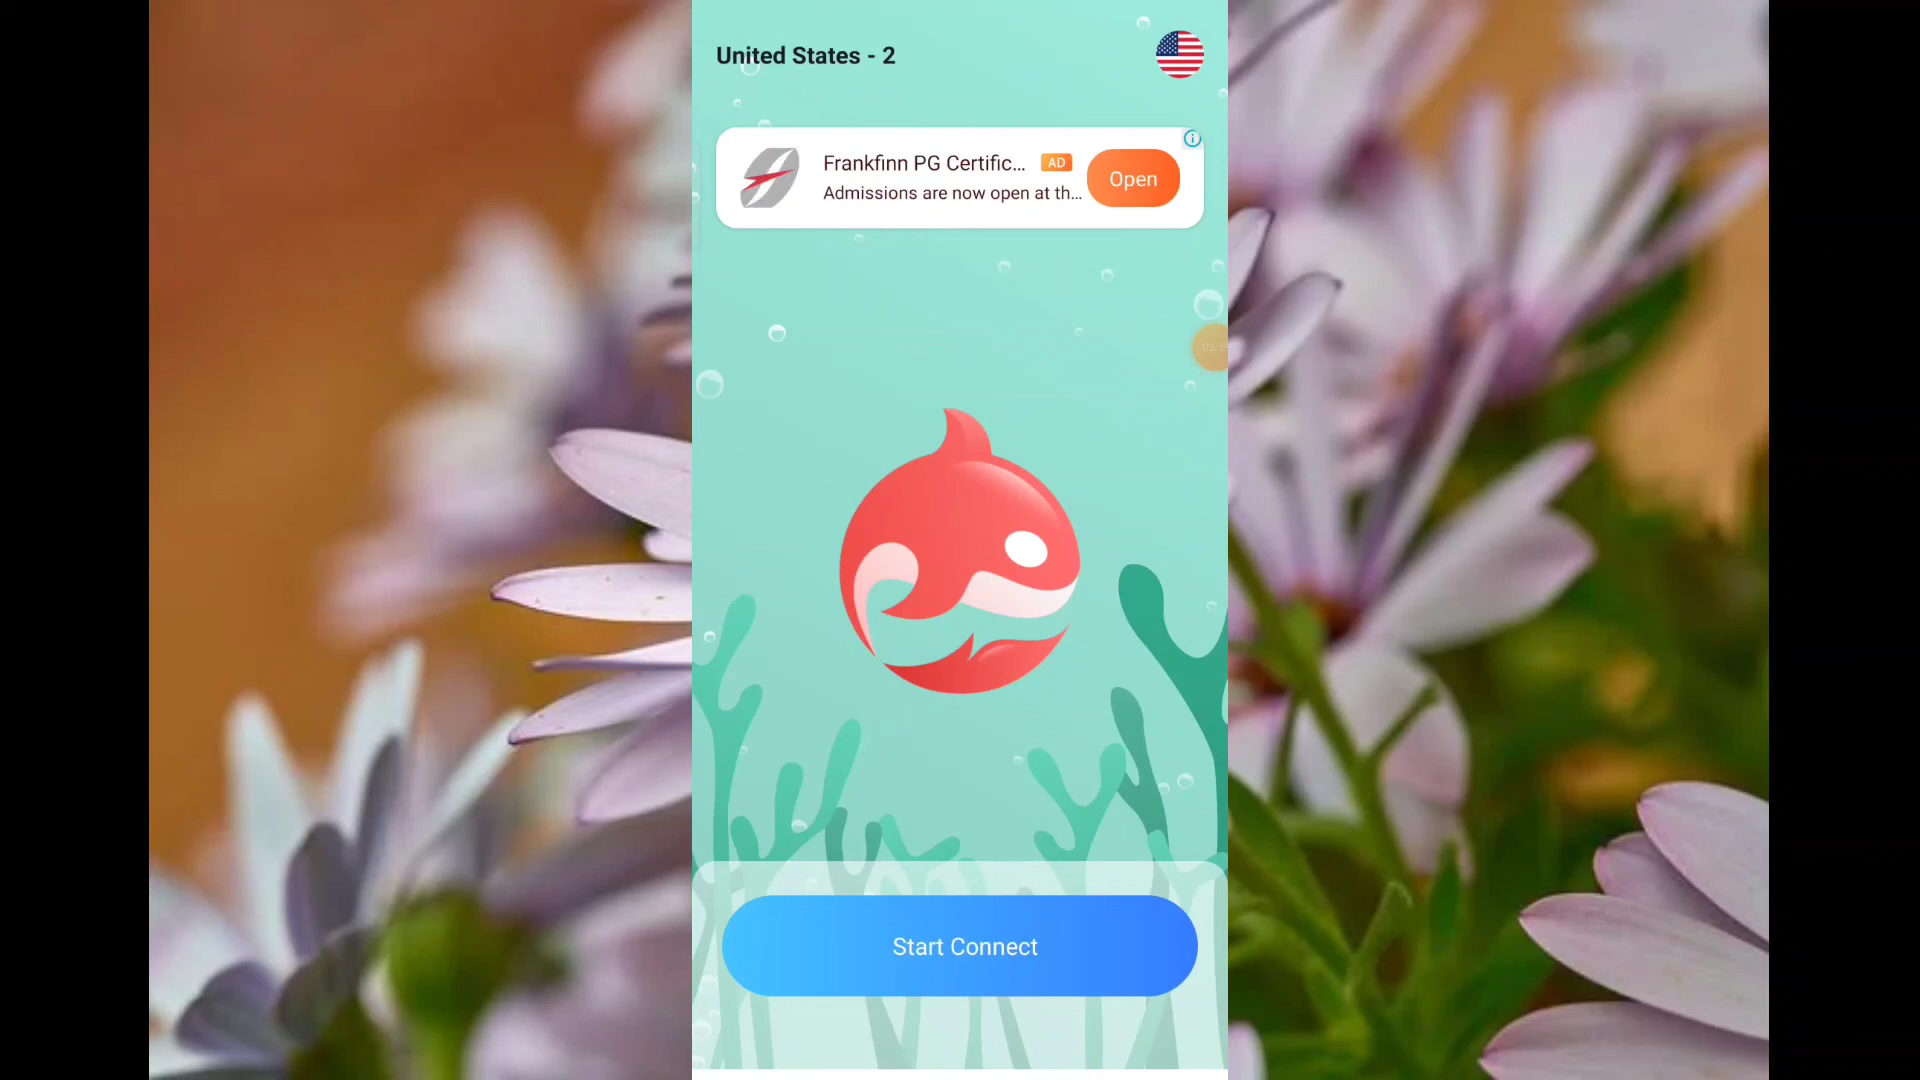 United States - 2
Frankfinn PG Certific... AD
Admissions are now open at th...
Open
Start Connect